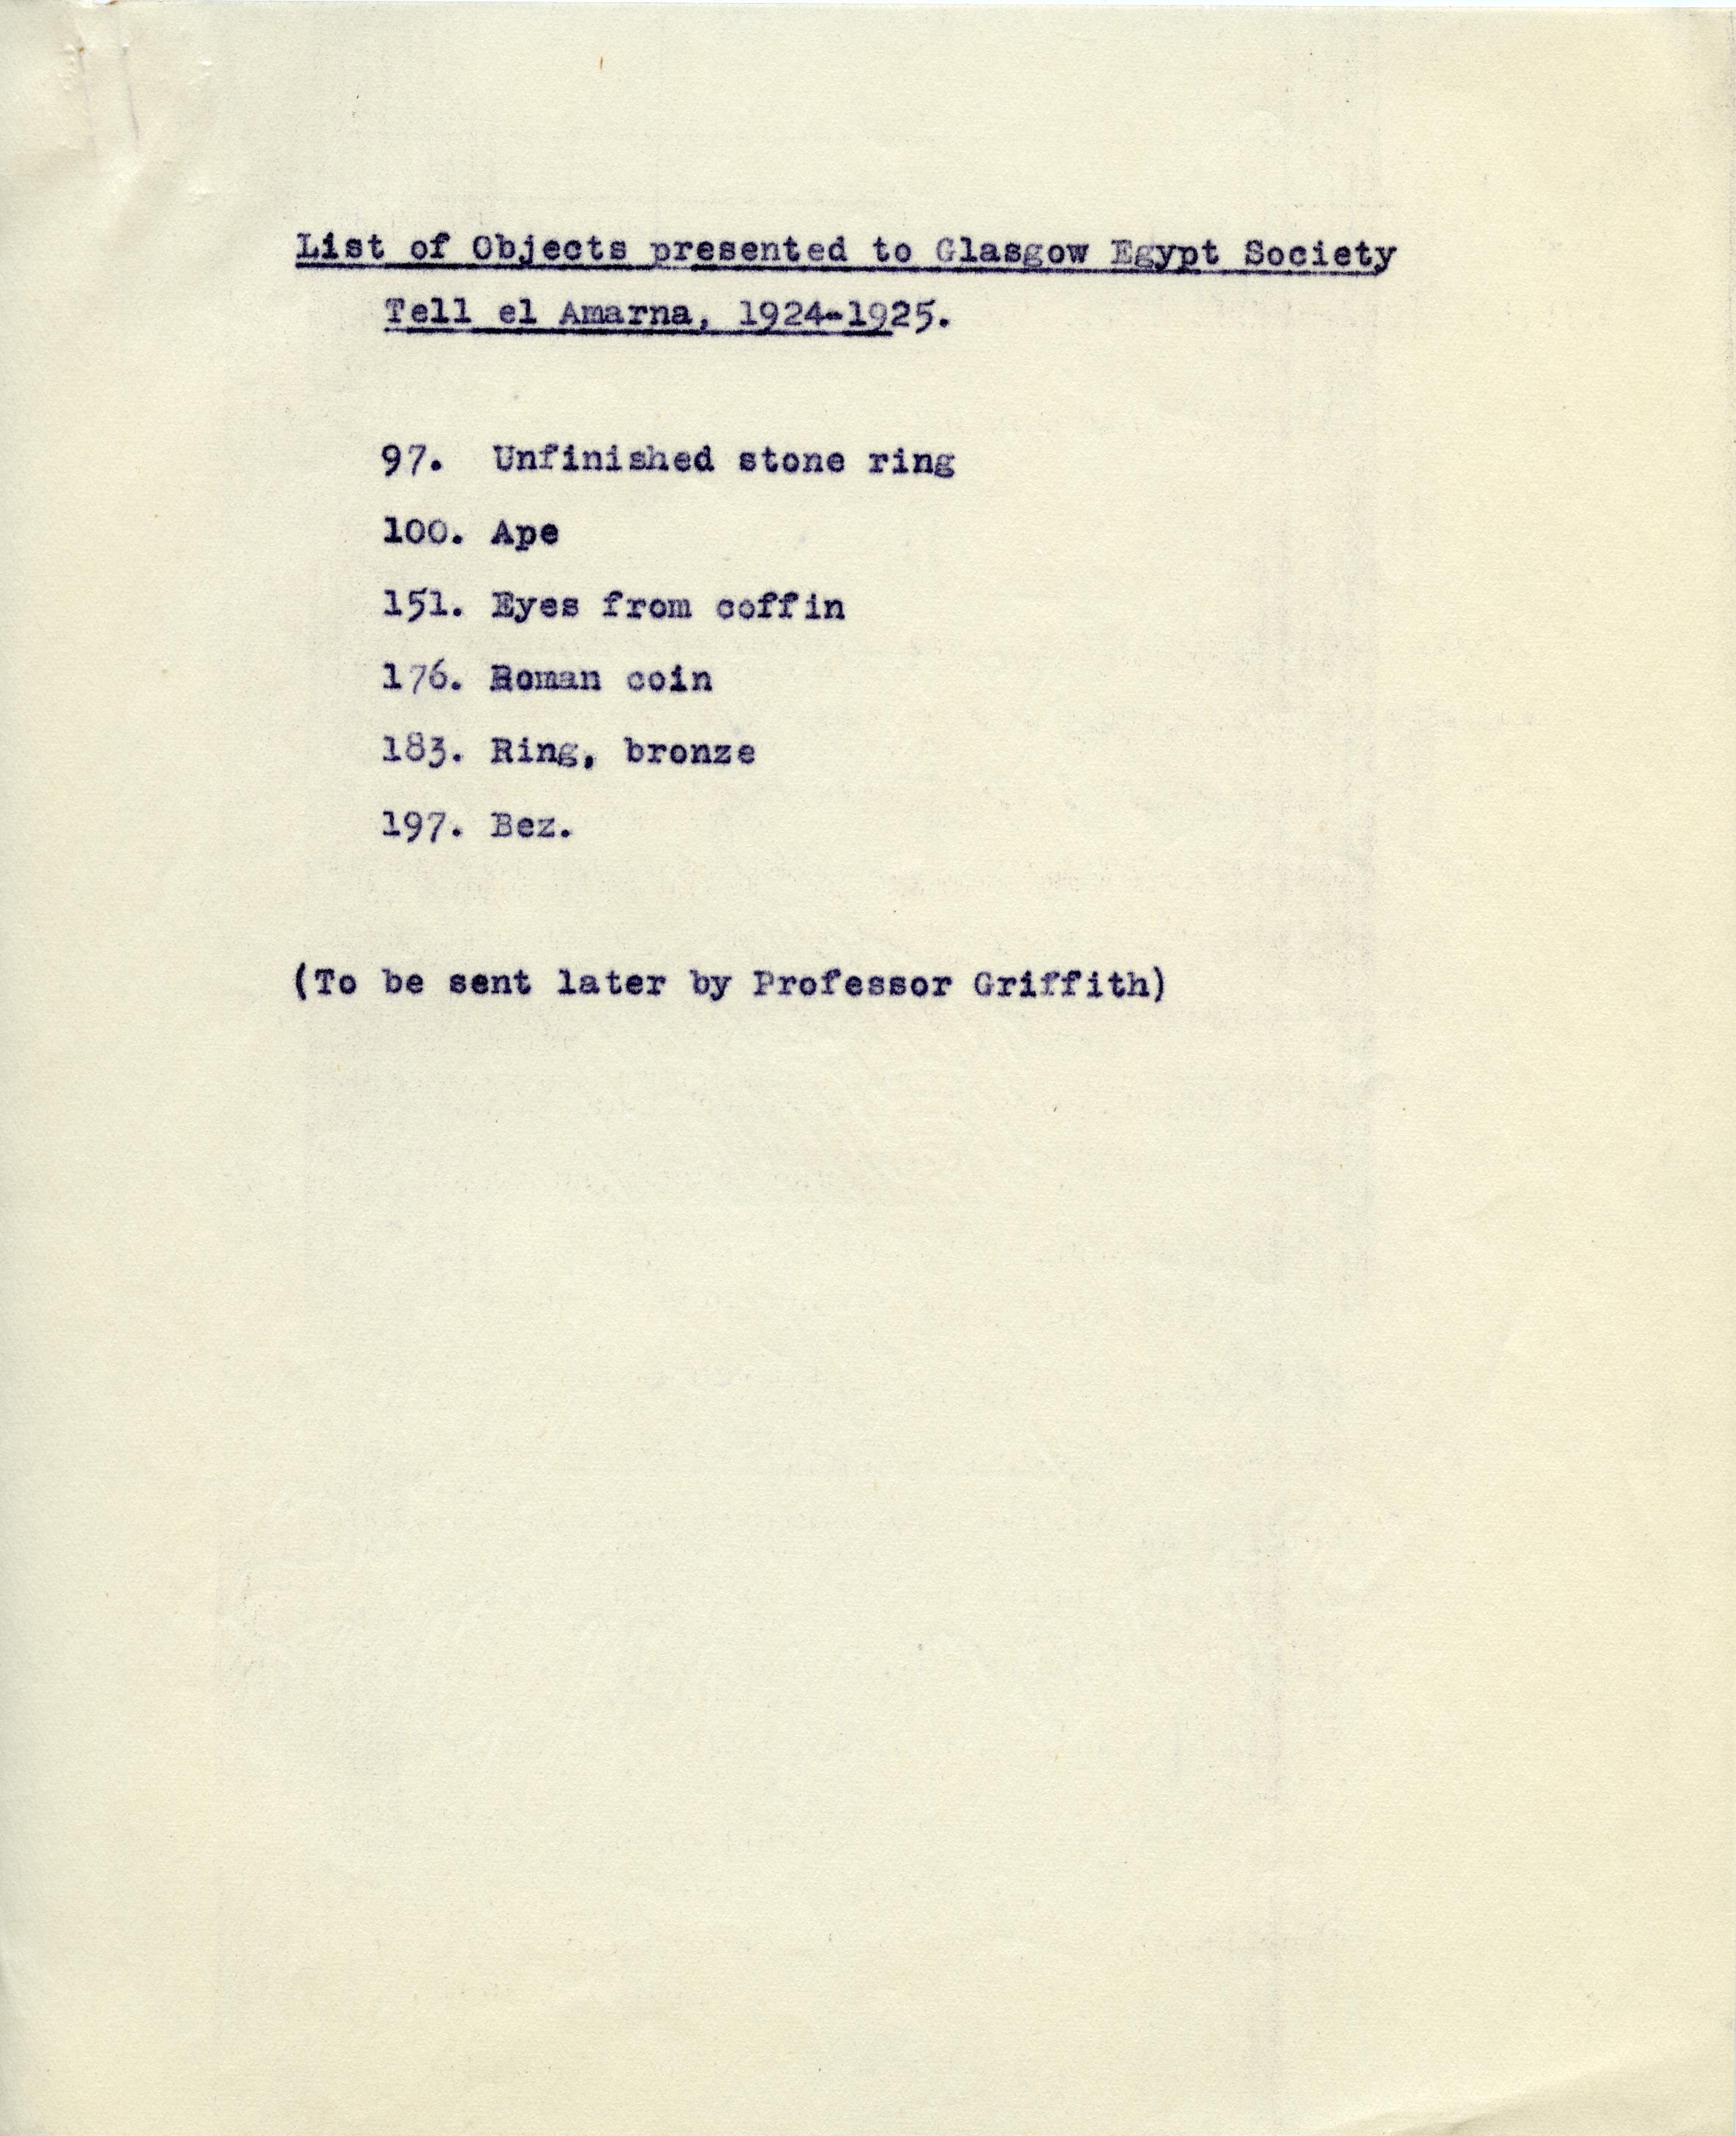 List of Objects presented to Glasgow Egypt Society
Tell el Amarna, 1924-1925.
97. Unfinished stone ring
100. Ape
151. Eyes from coffin
176. Roman coin
183. Ring, bronze
197. Bez.
(To be sent later by Professor Griffith)